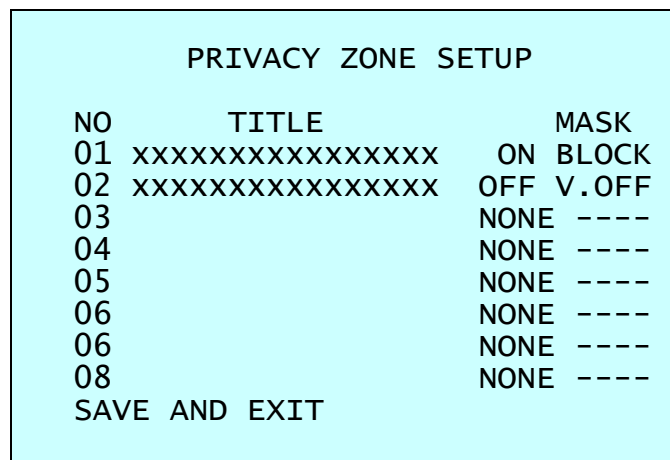 PRIVACY ZONE SETUP
NO TITLE MASK
01 xxxxxxxxxxxxxxxx ON BLOCK
02 xxxxxxxxxxxxxxxx OFF V.OFF
03 NONE ----
04 NONE ----
05 NONE ----
06 NONE ----
06 NONE ----
08 NONE ----
SAVE AND EXIT